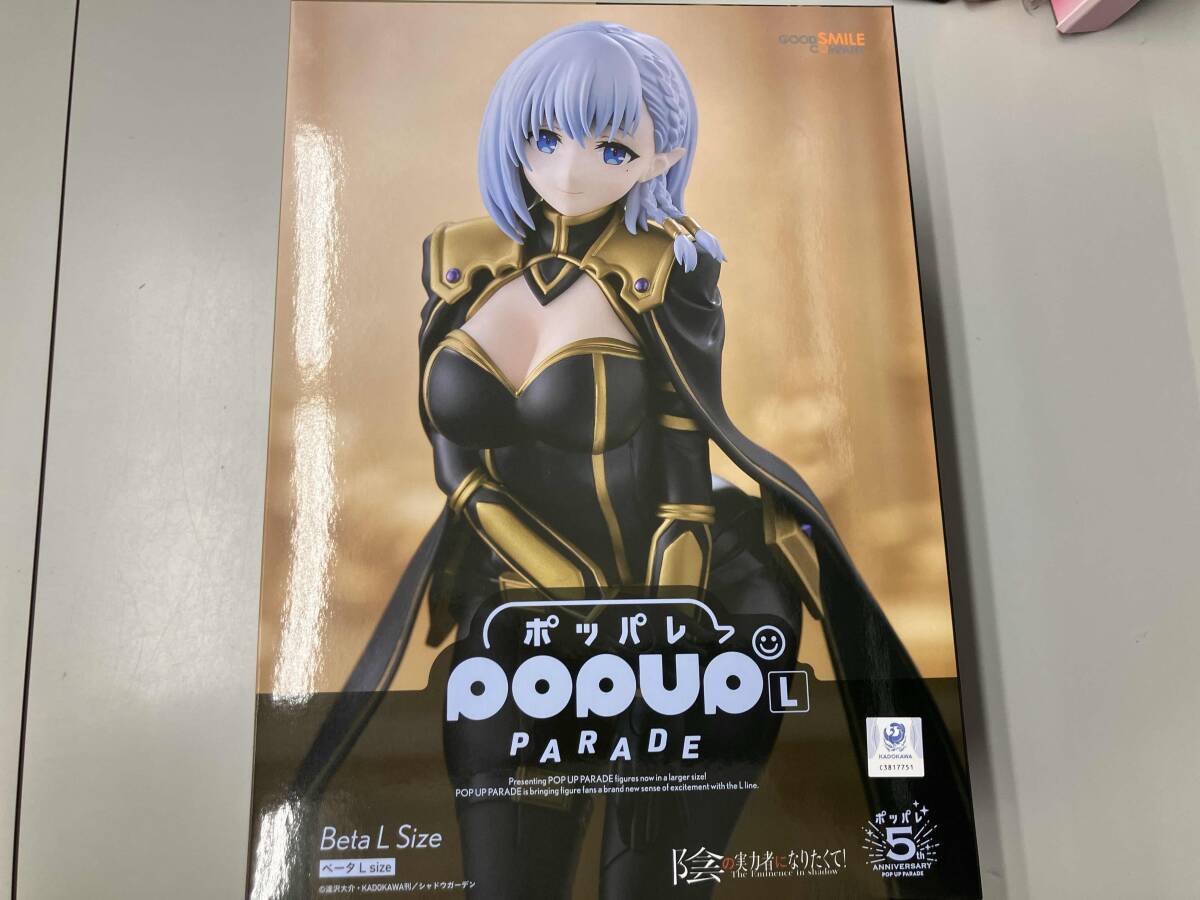 GOOD SMILE
COMPANY
ポッパレ
POPUP L
PARADE
Presenting POP UP PARADE figures now in a larger size!
POP UP PARADE is bringing figure fans a brand new sense of excitement with the L line.
KADOKAWA
C3817751
Beta L Size
ベータ L size
©逢沢大介・KADOKAWA刊／シャドウガーデン
陰の実力者になりたくて!
The Eminence in shadow
ポッパレ
5th
ANNIVERSARY
POP UP PARADE